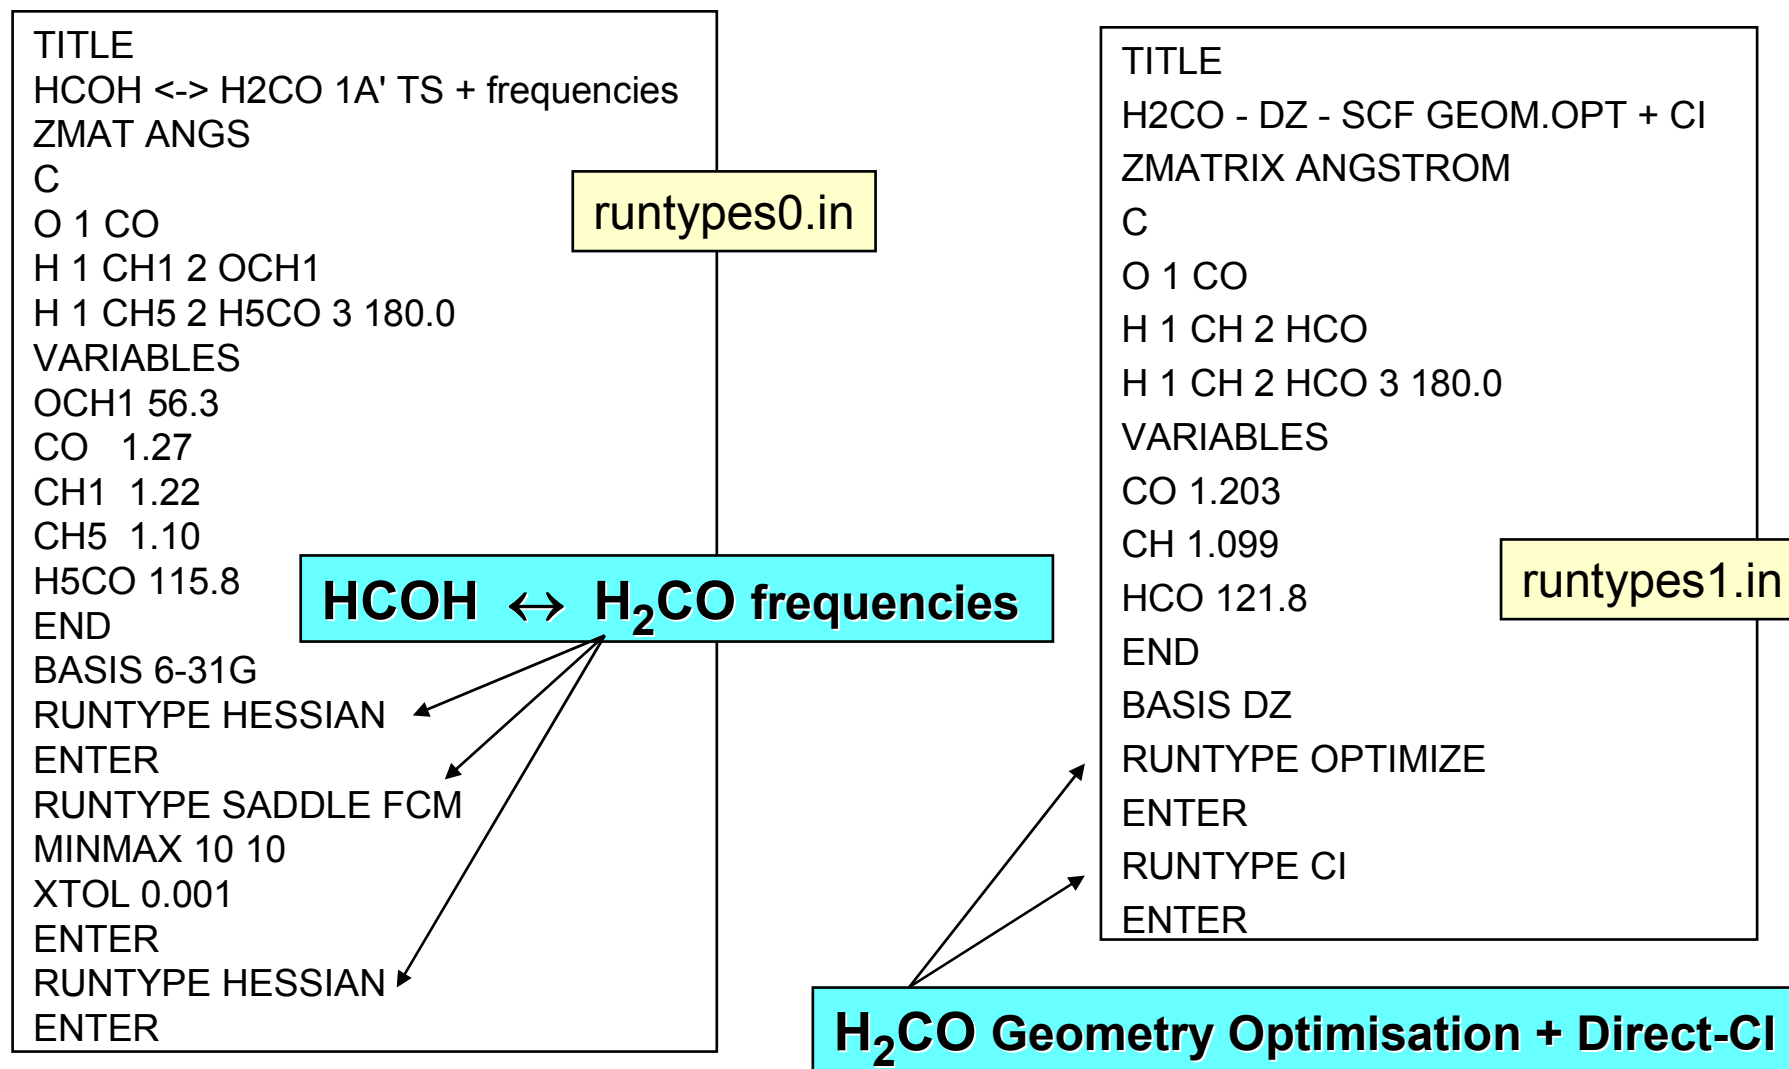 TITLE
HCOH <-> H2CO 1A' TS + frequencies
ZMAT ANGS
C
O 1 CO
H 1 CH1 2 OCH1
H 1 CH5 2 H5CO 3 180.0
VARIABLES
OCH1 56.3
CO 1.27
CH1 1.22
CH5 1.10
H5CO 115.8
END
BASIS 6-31G
RUNTYPE HESSIAN
ENTER
RUNTYPE SADDLE FCM
MINMAX 10 10
XTOL 0.001
ENTER
RUNTYPE HESSIAN
ENTER
runtypes0.in
HCOH ↔ H₂CO frequencies
TITLE
H2CO - DZ - SCF GEOM.OPT + CI
ZMATRIX ANGSTROM
C
O 1 CO
H 1 CH 2 HCO
H 1 CH 2 HCO 3 180.0
VARIABLES
CO 1.203
CH 1.099
HCO 121.8
END
BASIS DZ
RUNTYPE OPTIMIZE
ENTER
RUNTYPE CI
ENTER
runtypes1.in
H₂CO Geometry Optimisation + Direct-CI